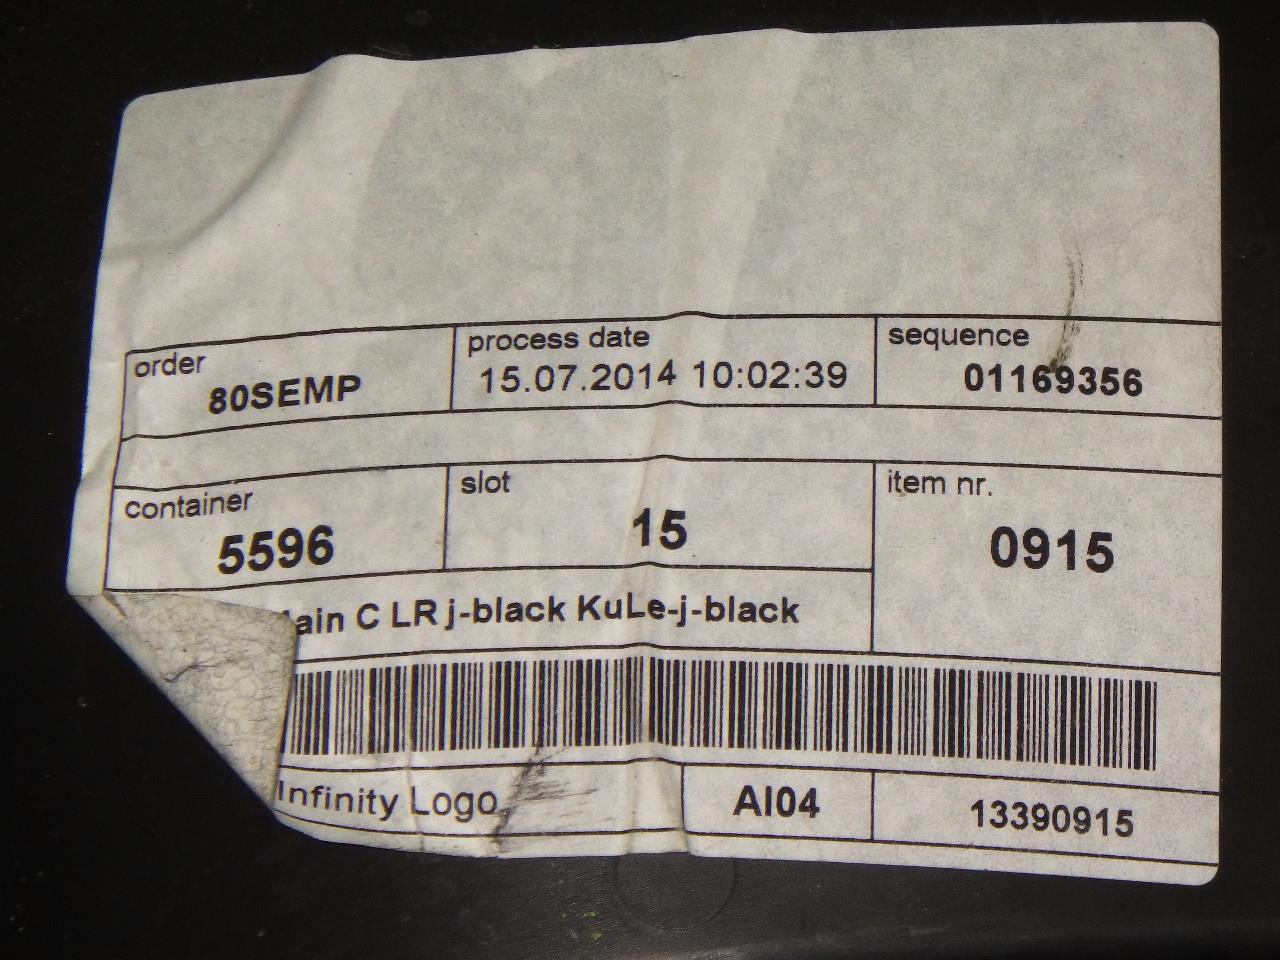 order process date sequence
80SEMP 15.07.2014 10:02:39 01169356
container slot item nr.
5596 15 0915
C LR j-black KuLe-j-black
Infinity Logo AI04 13390915